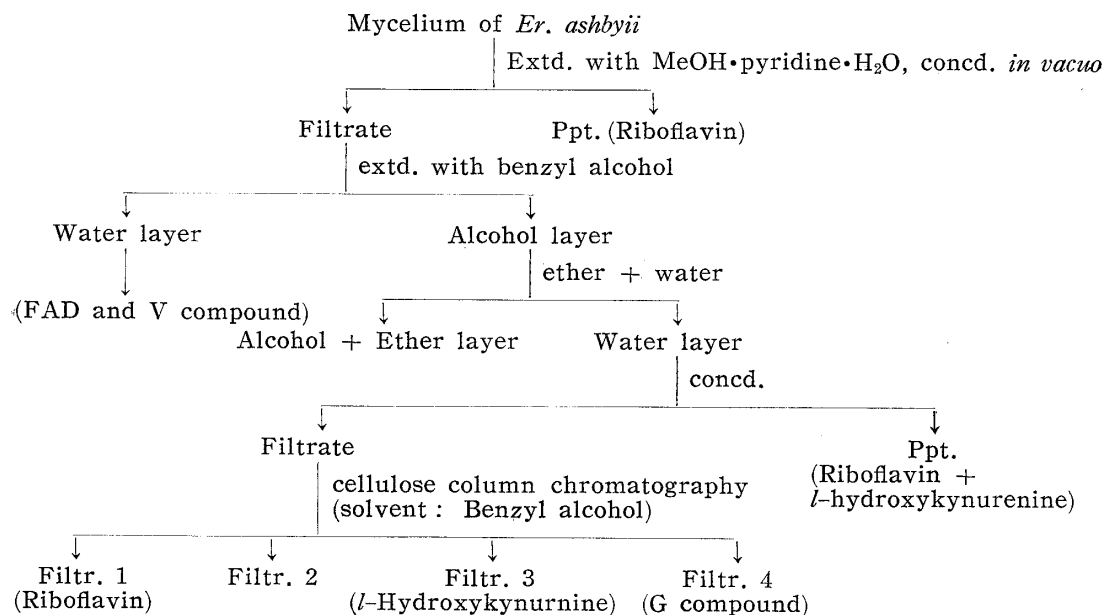 Mycelium of Er. ashbyii
Extd. with MeOH•pyridine•H₂O, concd. in vacuo
Filtrate
Ppt. (Riboflavin)
extd. with benzyl alcohol
Water layer
Alcohol layer
ether + water
(FAD and V compound)
Alcohol + Ether layer
Water layer
concd.
Filtrate
Ppt.
(Riboflavin +
l-hydroxykynurenine)
cellulose column chromatography
(solvent : Benzyl alcohol)
Filtr. 1
(Riboflavin)
Filtr. 2
Filtr. 3
(l-Hydroxykynurnine)
Filtr. 4
(G compound)